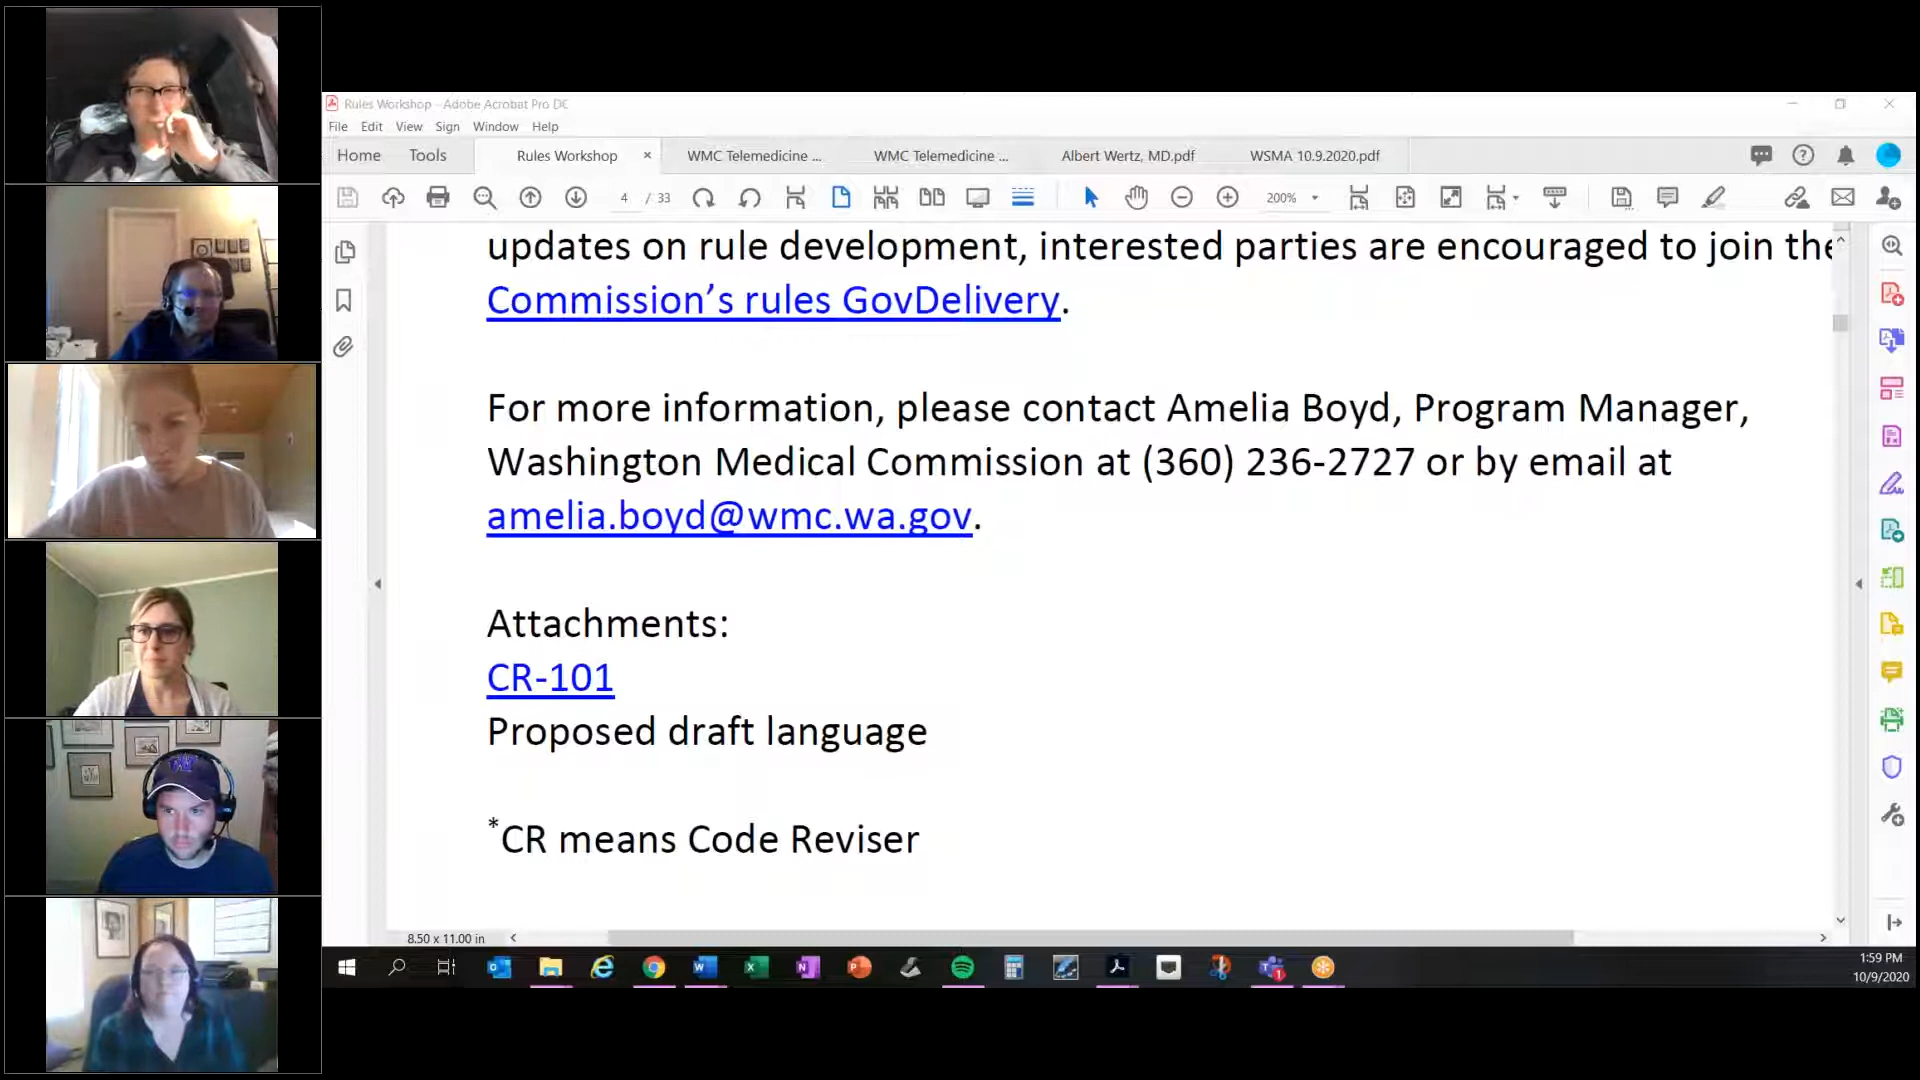 Rules Workshop - Adobe Acrobat Pro DC
File Edit View Sign Window Help
Home Tools Rules Workshop × WMC Telemedicine ... WMC Telemedicine ... Albert Wertz, MD.pdf WSMA 10.9.2020.pdf
4 / 33 200%
updates on rule development, interested parties are encouraged to join the
Commission’s rules GovDelivery.
For more information, please contact Amelia Boyd, Program Manager,
Washington Medical Commission at (360) 236-2727 or by email at
amelia.boyd@wmc.wa.gov.
Attachments:
CR-101
Proposed draft language
*CR means Code Reviser
8.50 x 11.00 in
1:59 PM
10/9/2020